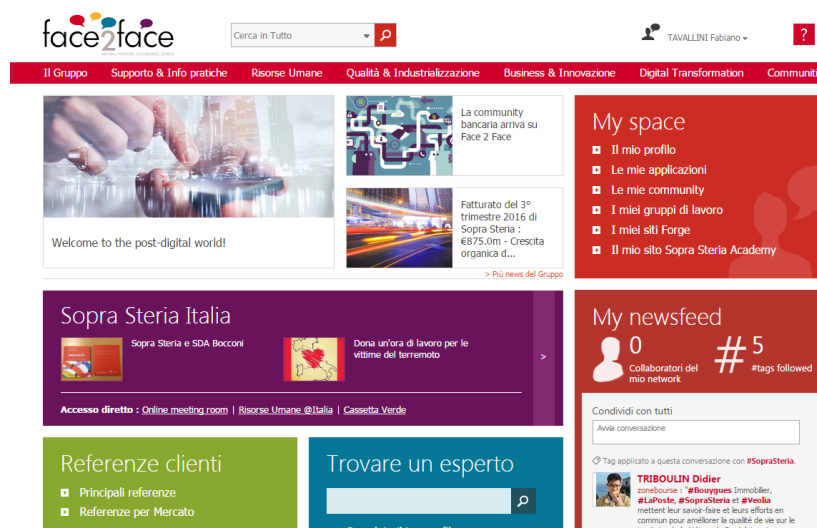 face2face
Cerca in Tutto
TAVALLINI Fabiano
?
Il Gruppo Supporto & Info pratiche Risorse Umane Qualità & Industrializzazione Business & Innovazione Digital Transformation Communiti
Welcome to the post-digital world!
La community
bancaria arriva su
Face 2 Face
Fatturato del 3°
trimestre 2016 di
Sopra Steria :
€875.0m - Crescita
organica d...
> Più news del Gruppo
My space
Il mio profilo
Le mie applicazioni
Le mie community
I miei gruppi di lavoro
I miei siti Forge
Il mio sito Sopra Steria Academy
Sopra Steria Italia
Sopra Steria e SDA Bocconi
Dona un'ora di lavoro per le
vittime del terremoto
>
Accesso diretto : Online meeting room | Risorse Umane @Italia | Cassetta Verde
My newsfeed
0
Collaboratori del
mio network
# 5
#tags followed
Condividi con tutti
Avvia conversazione
Tag applicato a questa conversazione con #SopraSteria.
TRIBOULIN Didier
zonebourse : "#Bouygues Immobilier,
#LaPoste, #SopraSteria et #Veolia
mettent leur savoir-faire et leurs efforts en
commun pour améliorer la qualité de vie sur le
Referenze clienti
Principali referenze
Referenze per Mercato
Trovare un esperto